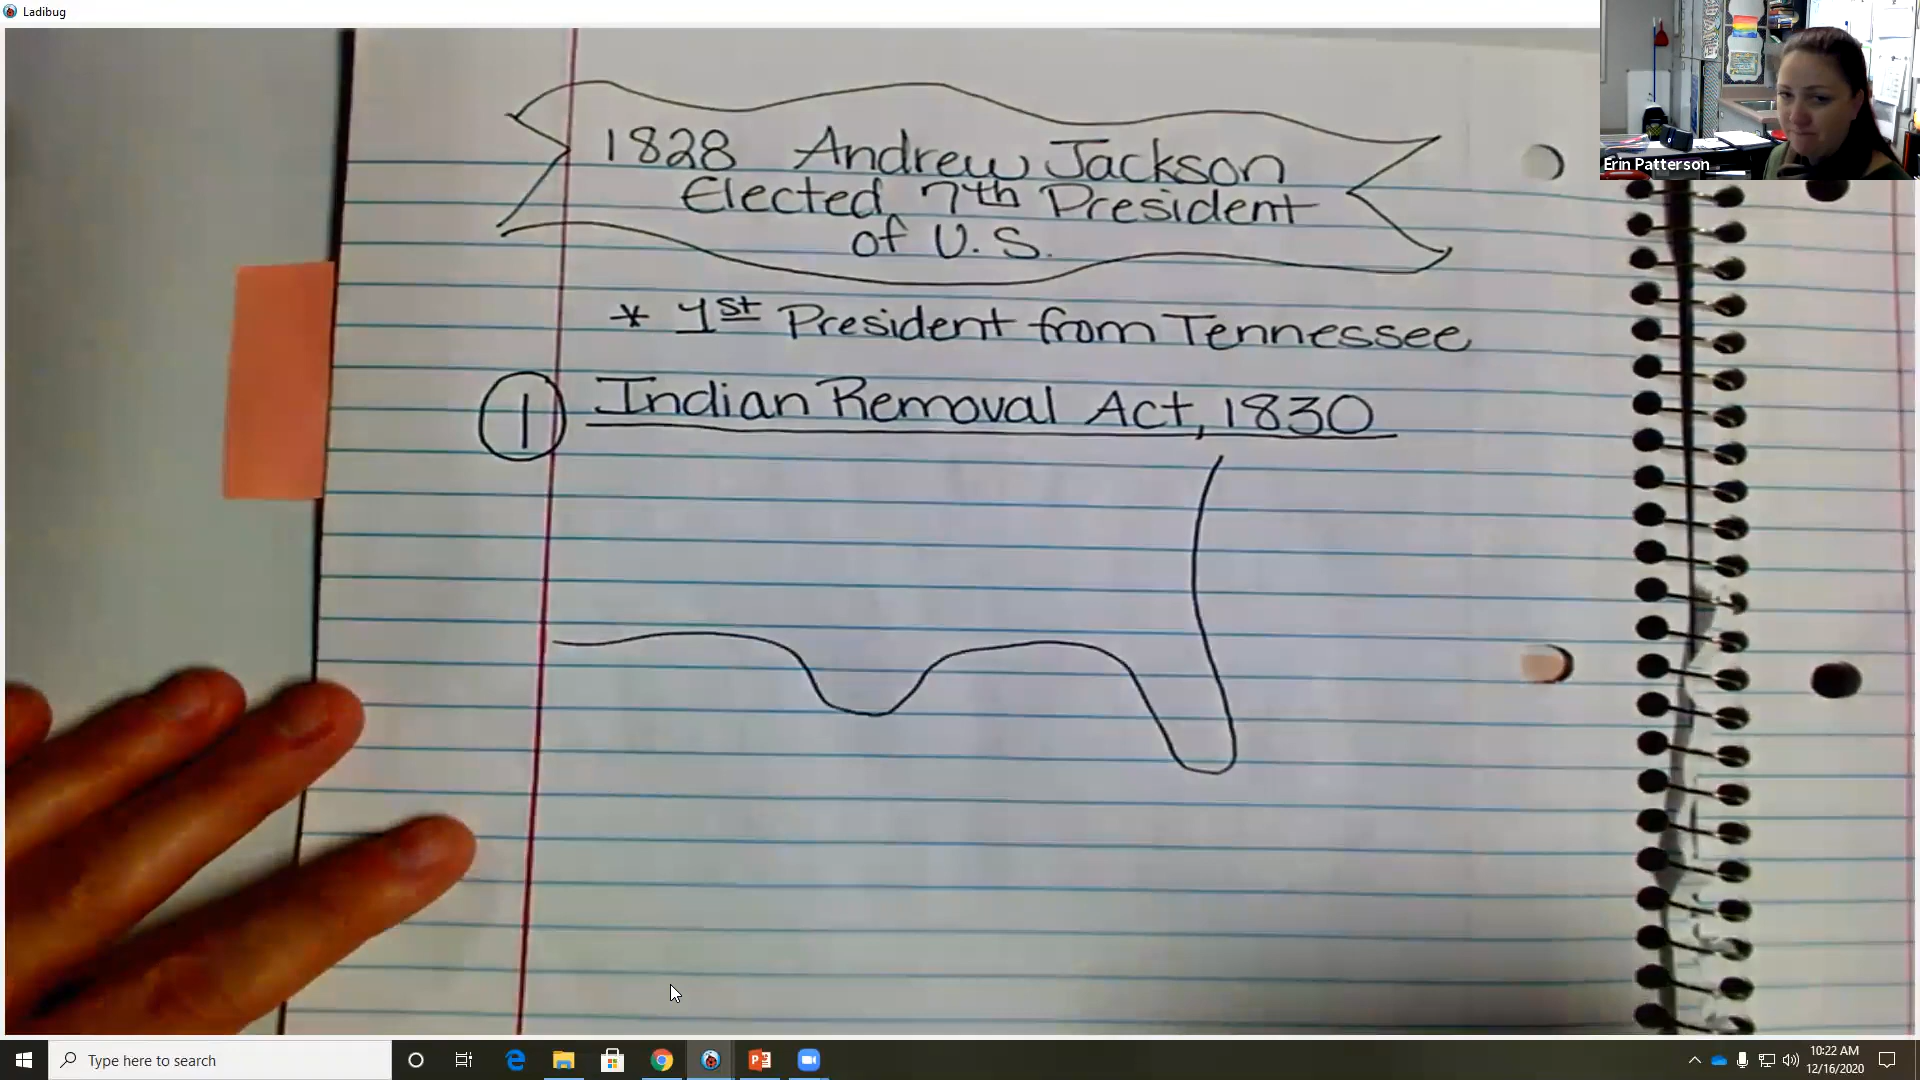 Ladibug
Erin Patterson
1828 Andrew Jackson
Elected 7th President
of U.S.
* 1st President from Tennessee
1 Indian Removal Act, 1830
Type here to search
10:22 AM
12/16/2020